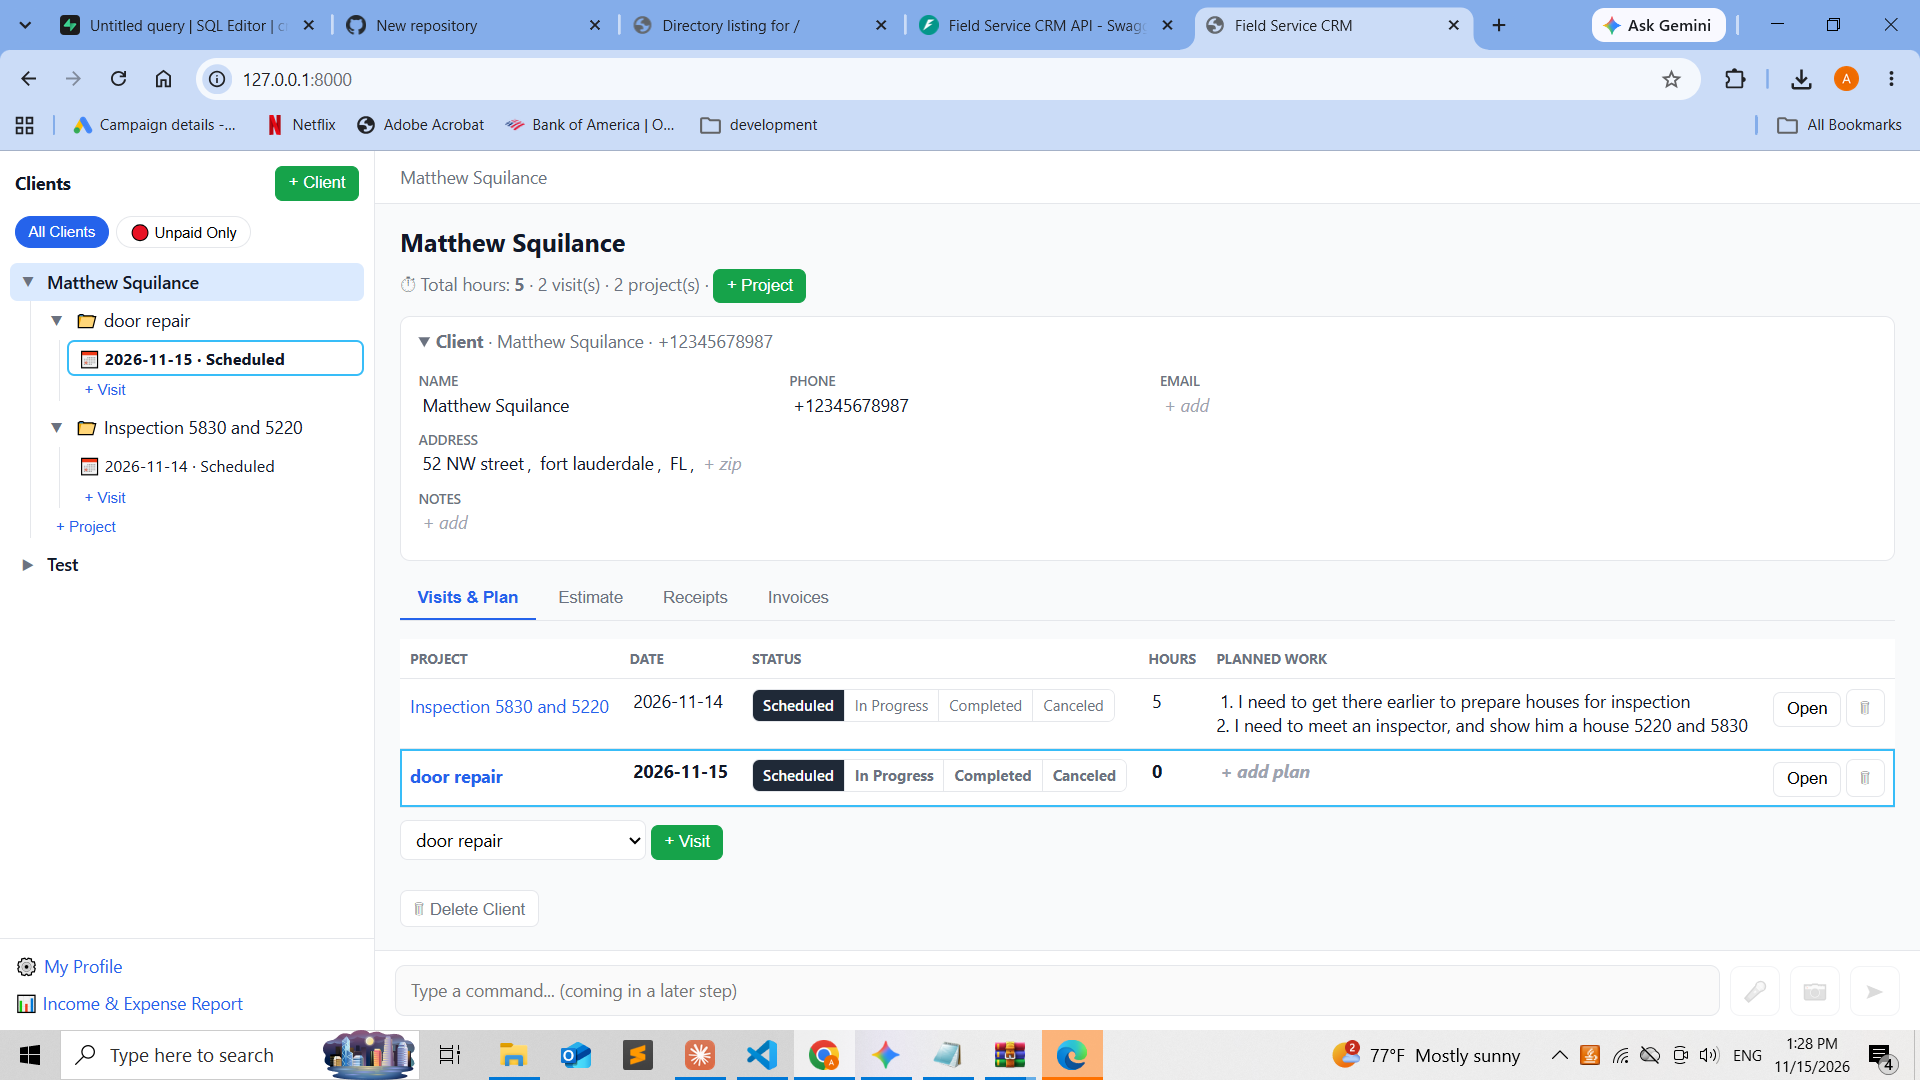 Untitled query | SQL Editor | c
New repository
Directory listing for /
Field Service CRM API - Swagg
Field Service CRM
Ask Gemini
127.0.0.1:8000
A
Campaign details -...
Netflix
Adobe Acrobat
Bank of America | O...
development
All Bookmarks
Clients
+ Client
All Clients
Unpaid Only
Matthew Squilance
door repair
2026-11-15 · Scheduled
+ Visit
Inspection 5830 and 5220
2026-11-14 · Scheduled
+ Visit
+ Project
Test
My Profile
Income & Expense Report
Matthew Squilance
Matthew Squilance
Total hours: 5 · 2 visit(s) · 2 project(s) ·
+ Project
Client · Matthew Squilance · +12345678987
NAME
PHONE
EMAIL
Matthew Squilance
+12345678987
+ add
ADDRESS
52 NW street, fort lauderdale, FL, + zip
NOTES
+ add
Visits & Plan
Estimate
Receipts
Invoices
PROJECT
DATE
STATUS
HOURS
PLANNED WORK
Inspection 5830 and 5220
2026-11-14
Scheduled
In Progress
Completed
Canceled
5
1. I need to get there earlier to prepare houses for inspection
2. I need to meet an inspector, and show him a house 5220 and 5830
Open
door repair
2026-11-15
Scheduled
In Progress
Completed
Canceled
0
+ add plan
Open
door repair
+ Visit
Delete Client
Type a command... (coming in a later step)
Type here to search
2
77°F Mostly sunny
ENG
1:28 PM
11/15/2026
4